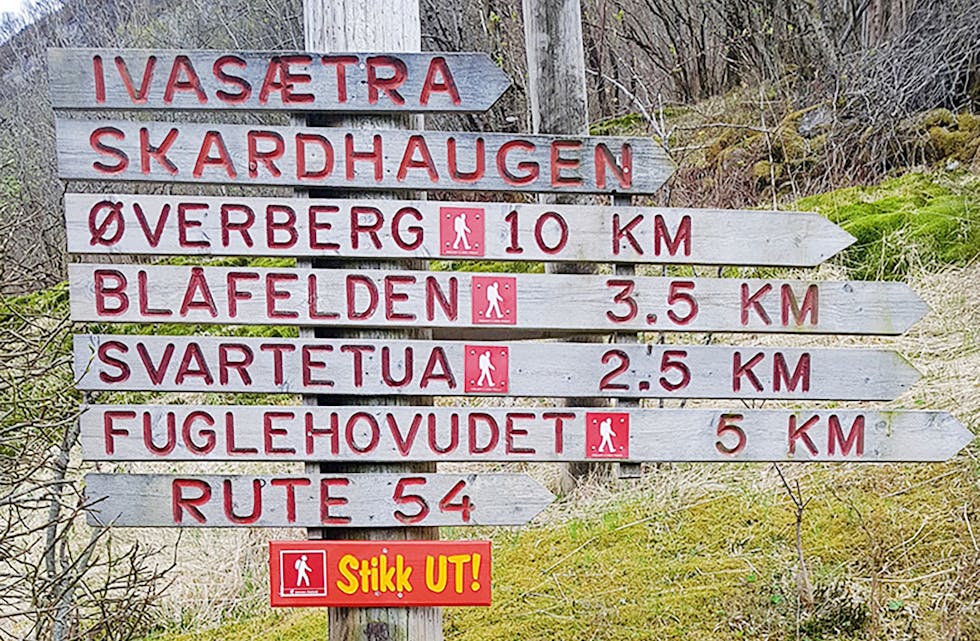 IVASÆTRA
SKARDHAUGEN
ØVERBERG 10 KM
BLÅFELDEN 3.5 KM
SVARTETUA 2.5 KM
FUGLEHOVUDET 5 KM
RUTE 54
Stikk UT!